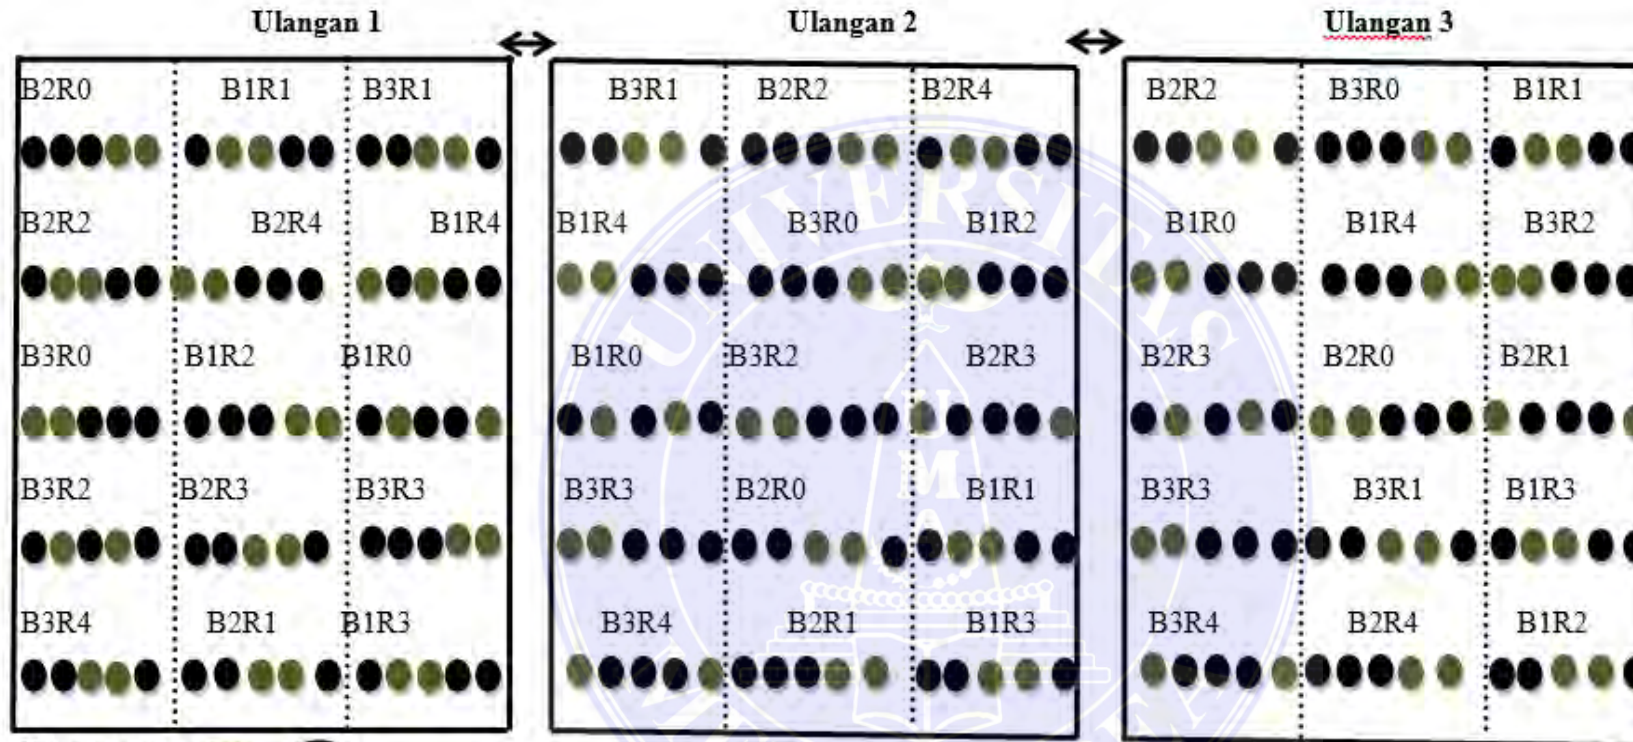 Ulangan 1 Ulangan 2 Ulangan 3
B2R0 B1R1 B3R1 B3R1 B2R2 B2R4 B2R2 B3R0 B1R1
B2R2 B2R4 B1R4 B1R4 B3R0 B1R2 B1R0 B1R4 B3R2
B3R0 B1R2 B1R0 B1R0 B3R2 B2R3 B2R3 B2R0 B2R1
B3R2 B2R3 B3R3 B3R3 B2R0 B1R1 B3R3 B3R1 B1R3
B3R4 B2R1 B1R3 B3R4 B2R1 B1R3 B3R4 B2R4 B1R2
UNIVERSITAS